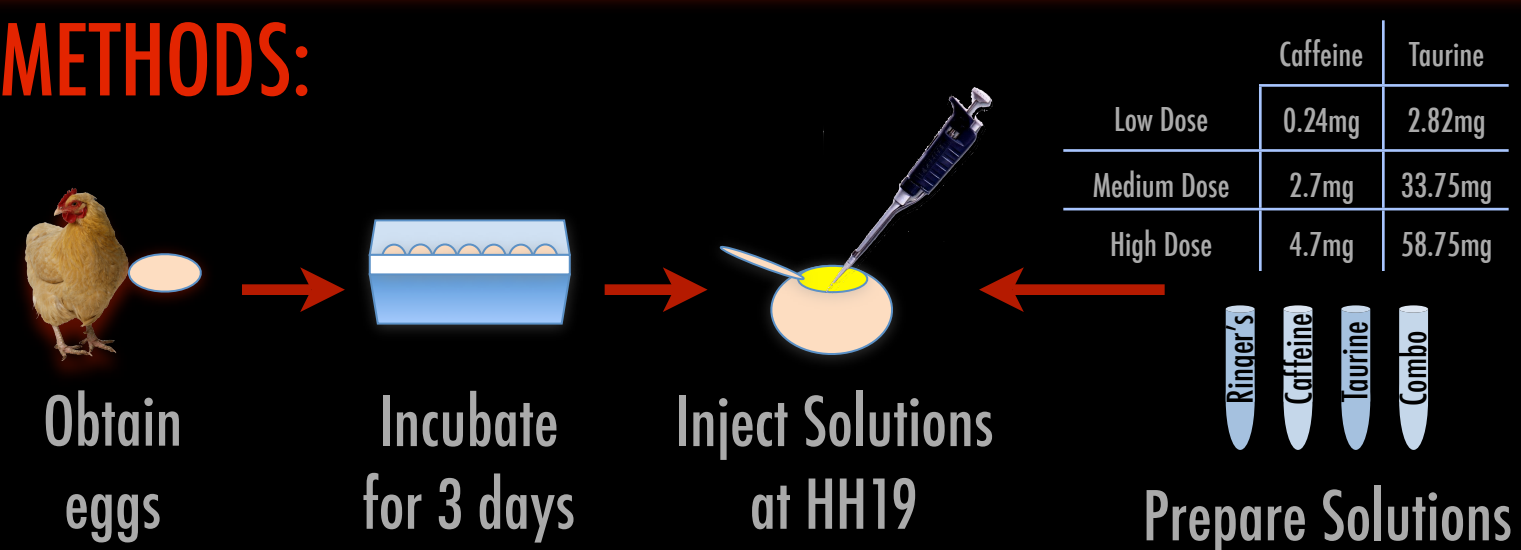 METHODS:
Caffeine Taurine
Low Dose 0.24mg 2.82mg
Medium Dose 2.7mg 33.75mg
High Dose 4.7mg 58.75mg
Ringer's
Caffeine
Taurine
Combo
Obtain
eggs
Incubate
for 3 days
Inject Solutions
at HH19
Prepare Solutions